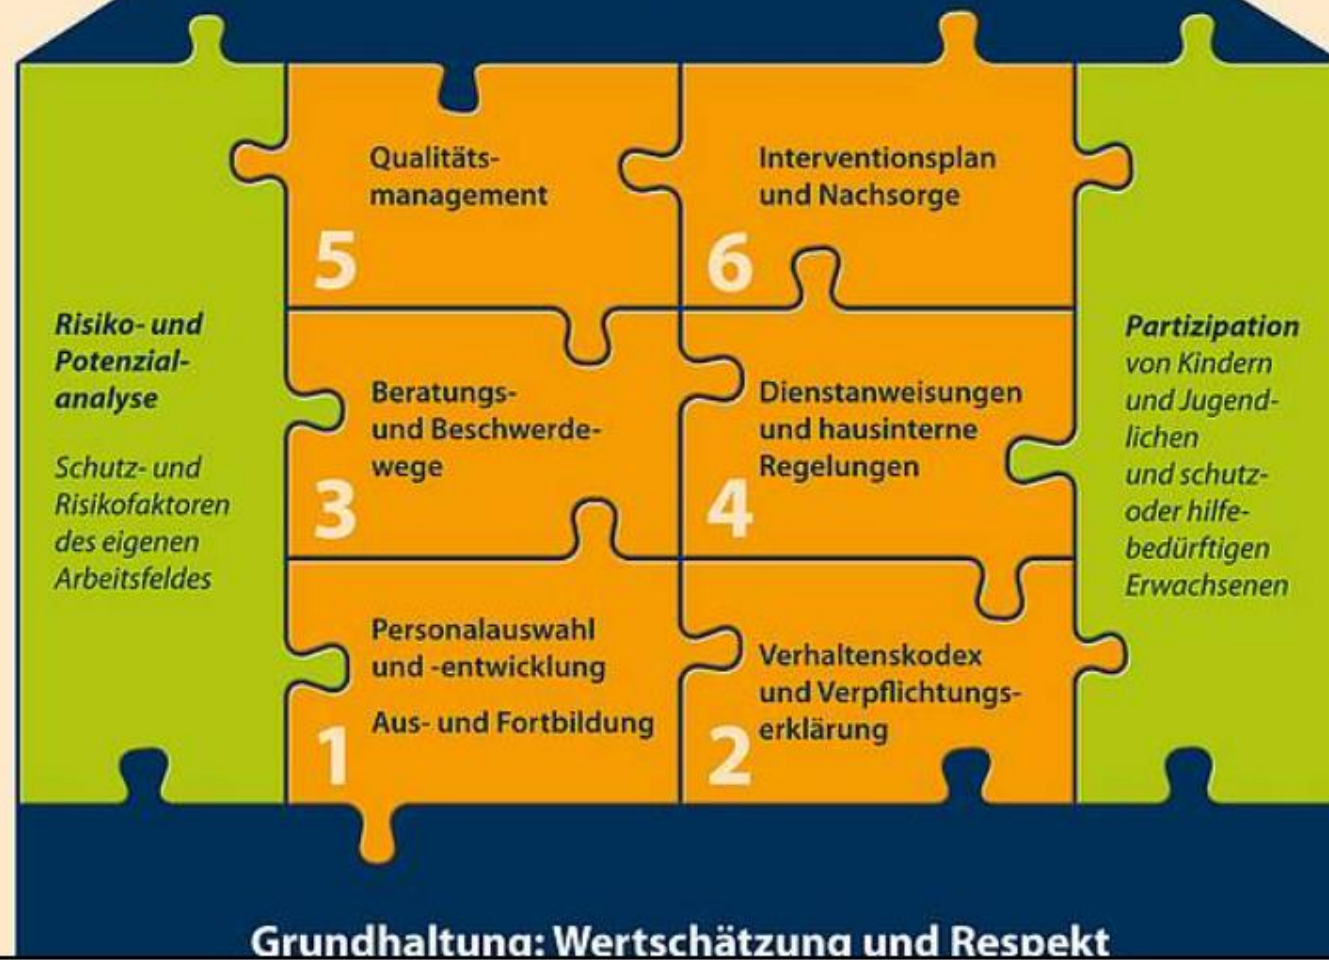 Qualitäts-
management
5
Interventionsplan
und Nachsorge
6
Risiko- und
Potenzial-
analyse
Schutz- und
Risikofaktoren
des eigenen
Arbeitsfeldes
Beratungs-
und Beschwerde-
wege
3
Dienstanweisungen
und hausinterne
Regelungen
4
Partizipation
von Kindern
und Jugend-
lichen
und schutz-
oder hilfe-
bedürftigen
Erwachsenen
Personalauswahl
und -entwicklung
Aus- und Fortbildung
1
Verhaltenskodex
und Verpflichtungs-
erklärung
2
Grundhaltung: Wertschätzung und Respekt